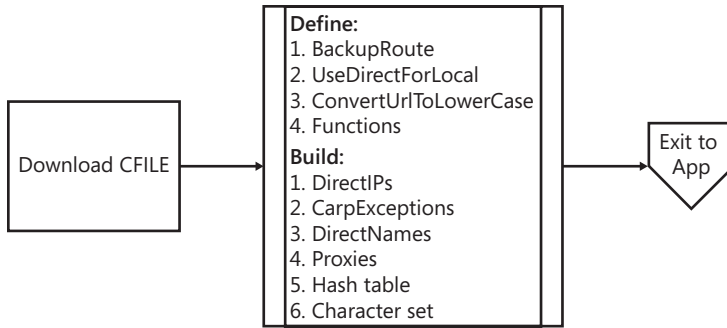 Download CFILE
Define:
1. BackupRoute
2. UseDirectForLocal
3. ConvertUrlToLowerCase
4. Functions
Build:
1. DirectIPs
2. CarpExceptions
3. DirectNames
4. Proxies
5. Hash table
6. Character set
Exit to
App